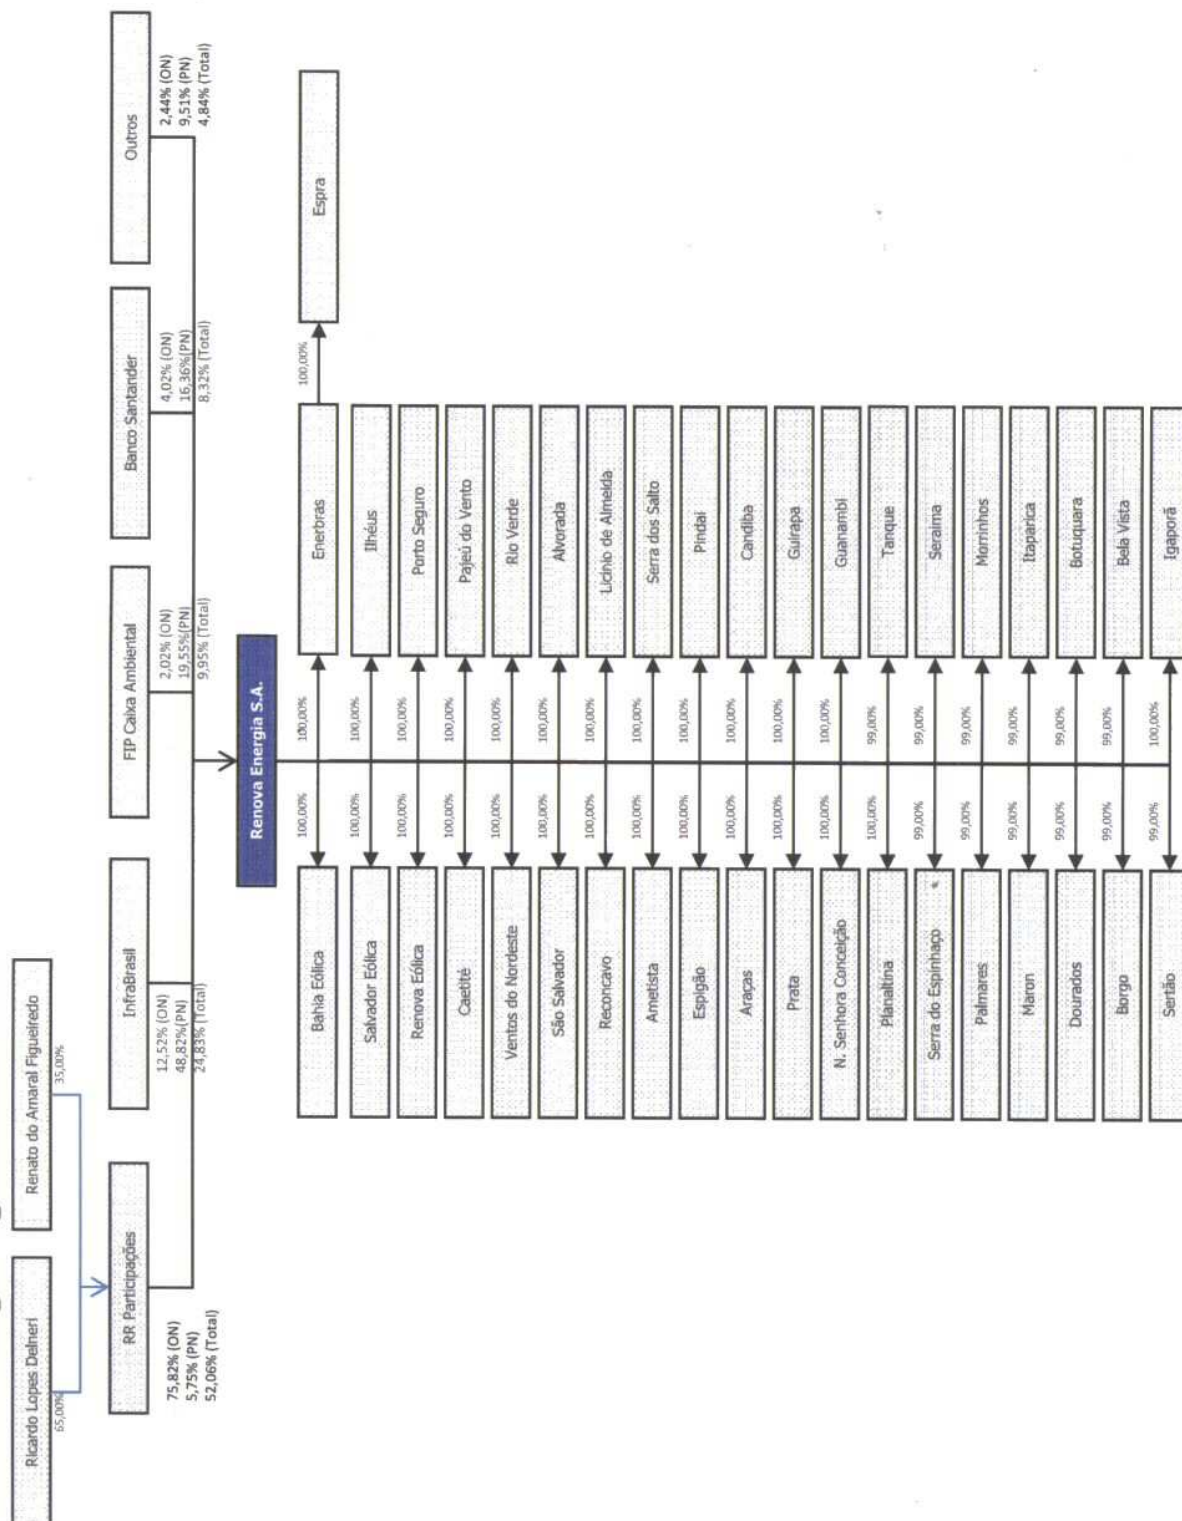 Ricardo Lopes Delneri
Renato do Amaral Figueiredo
65,00%
35,00%
RR Participações
InfraBrasil
FIP Caixa Ambiental
Banco Santander
Outros
75,82% (ON)
5,75% (PN)
52,06% (Total)
12,52% (ON)
48,82%(PN)
24,83% (Total)
2,02% (ON)
19,55%(PN)
9,95% (Total)
4,02% (ON)
16,36%(PN)
8,32% (Total)
2,44% (ON)
9,51% (PN)
4,84% (Total)
Renova Energia S.A.
Bahia Eólica 100,00% 100,00% Enerbras 100,00% Espra
Salvador Eólica 100,00% 100,00% Ilhéus
Renova Eólica 100,00% 100,00% Porto Seguro
Caetité 100,00% 100,00% Pajeú do Vento
Ventos do Nordeste 100,00% 100,00% Rio Verde
São Salvador 100,00% 100,00% Alvorada
Reconcavo 100,00% 100,00% Licinio de Almeida
Ametista 100,00% 100,00% Serra dos Salto
Espigão 100,00% 100,00% Pindai
Araças 100,00% 100,00% Candiba
Prata 100,00% 100,00% Guirapa
N. Senhora Conceição 100,00% 100,00% Guanambi
Planaltina 100,00% 99,00% Tanque
Serra do Espinhaço 99,00% 99,00% Seraima
Palmares 99,00% 99,00% Morrinhos
Maron 99,00% 99,00% Itaparica
Dourados 99,00% 99,00% Botuquara
Borgo 99,00% 99,00% Bela Vista
Sertão 99,00% 100,00% Igaporã